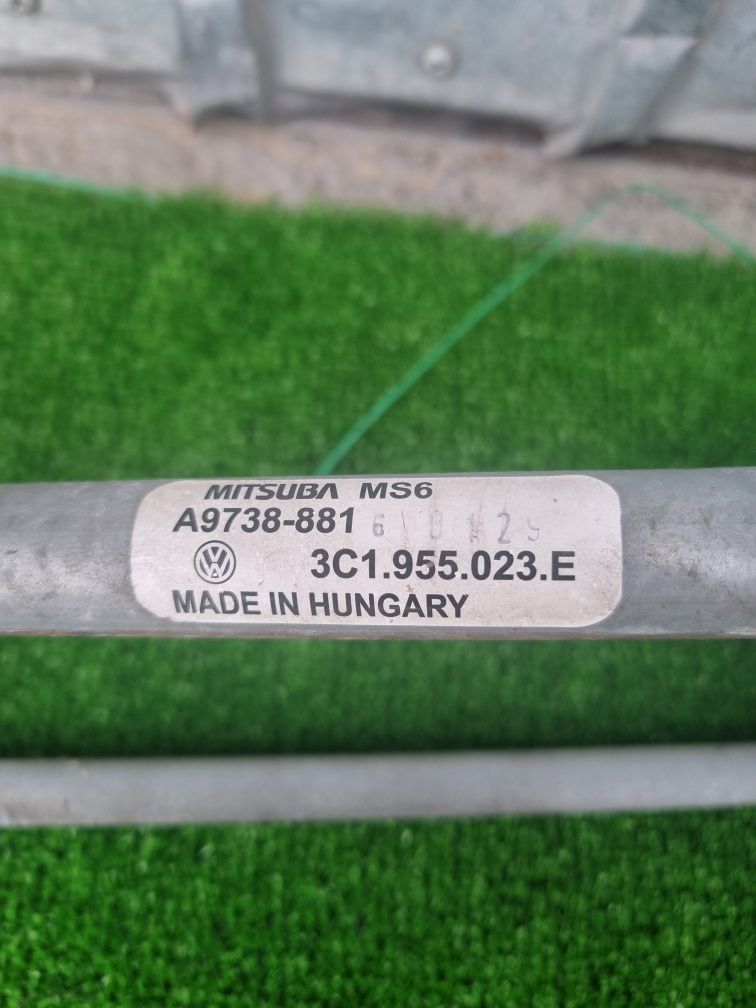 MITSUBA MS6
A9738-881
3C1.955.023.E
MADE IN HUNGARY